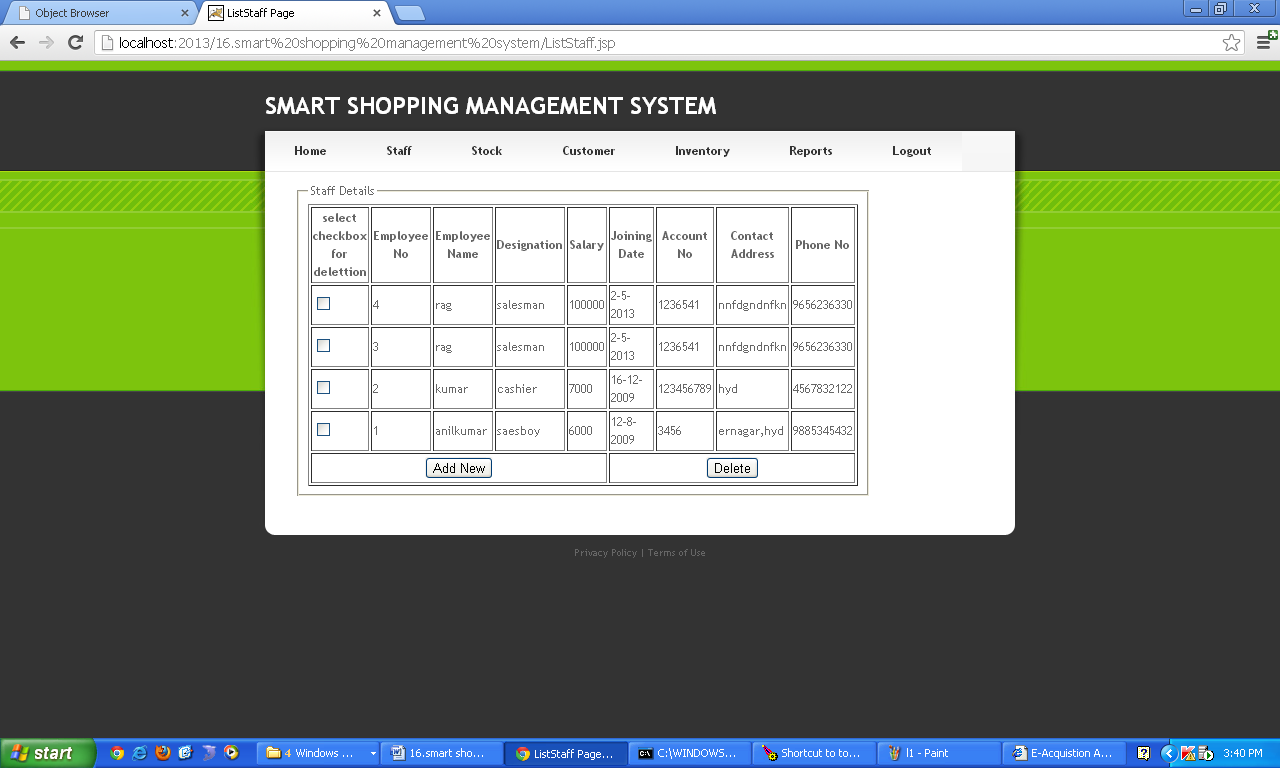 Object Browser
ListStaff Page
localhost:2013/16.smart%20shopping%20management%20system/ListStaff.jsp
SMART SHOPPING MANAGEMENT SYSTEM
Home Staff Stock Customer Inventory Reports Logout
Staff Details
select checkbox for delettion Employee No Employee Name Designation Salary Joining Date Account No Contact Address Phone No
4 rag salesman 100000 2-5-2013 1236541 nnfdgndnfkn 9656236330
3 rag salesman 100000 2-5-2013 1236541 nnfdgndnfkn 9656236330
2 kumar cashier 7000 16-12-2009 123456789 hyd 4567832122
1 anilkumar saesboy 6000 12-8-2009 3456 ernagar,hyd 9885345432
Add New Delete
Privacy Policy | Terms of Use
start 4 Windows ... 16.smart sho... ListStaff Page... C:\WINDOWS... Shortcut to to... l1 - Paint E-Acquistion A... 3:40 PM